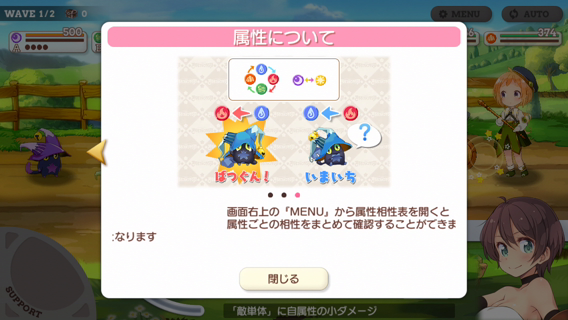 WAVE 1/2
0
MENU
AUTO
500
374
属性について
ばつぐん!
いまいち
?
画面右上の『MENU』から属性相性表を開くと
属性ごとの相性をまとめて確認することができま
となります
閉じる
SUPPORT
「敵単体」に自属性の小ダメージ